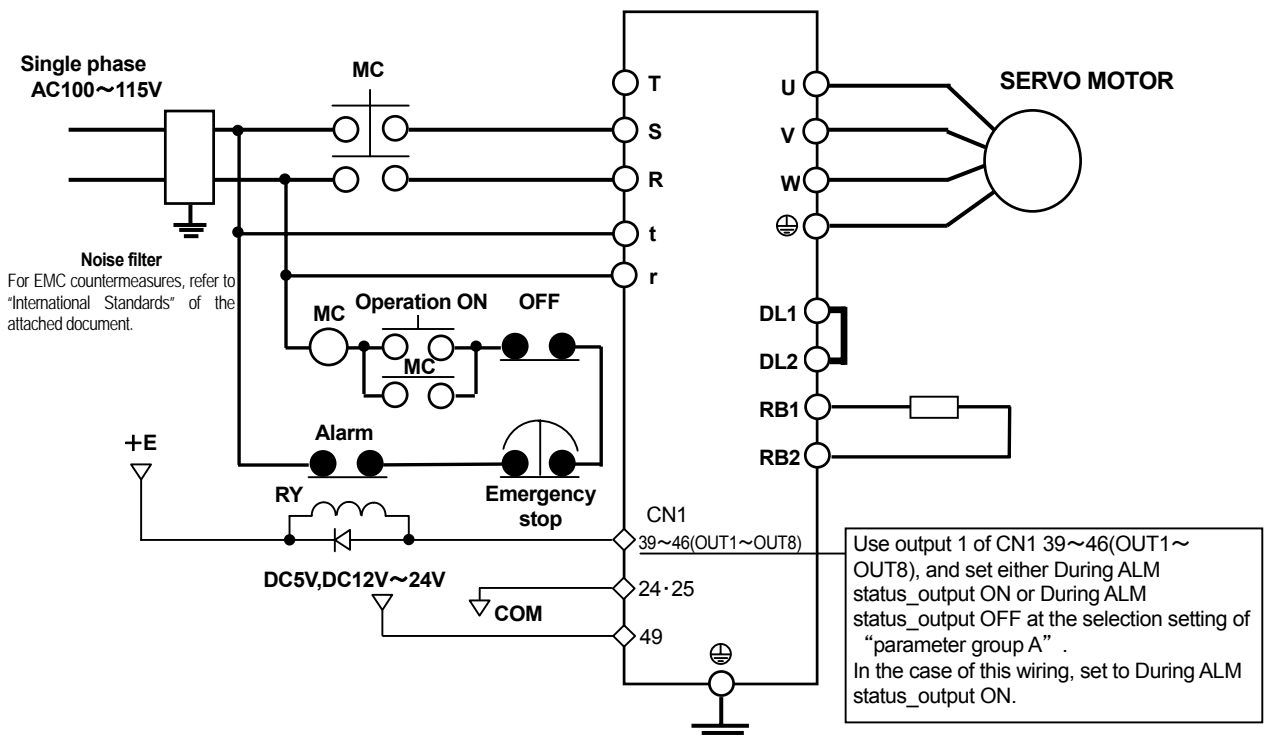 Single phase
AC100～115V
MC
T
S
R
t
r
U
V
W
SERVO MOTOR
Noise filter
For EMC countermeasures, refer to
"International Standards" of the
attached document.
MC
Operation ON
OFF
MC
DL1
DL2
RB1
RB2
+E
Alarm
RY
Emergency
stop
CN1
39～46(OUT1～OUT8)
DC5V,DC12V～24V
24･25
COM
49
Use output 1 of CN1 39～46(OUT1～
OUT8), and set either During ALM
status_output ON or During ALM
status_output OFF at the selection setting of
“parameter group A” .
In the case of this wiring, set to During ALM
status_output ON.